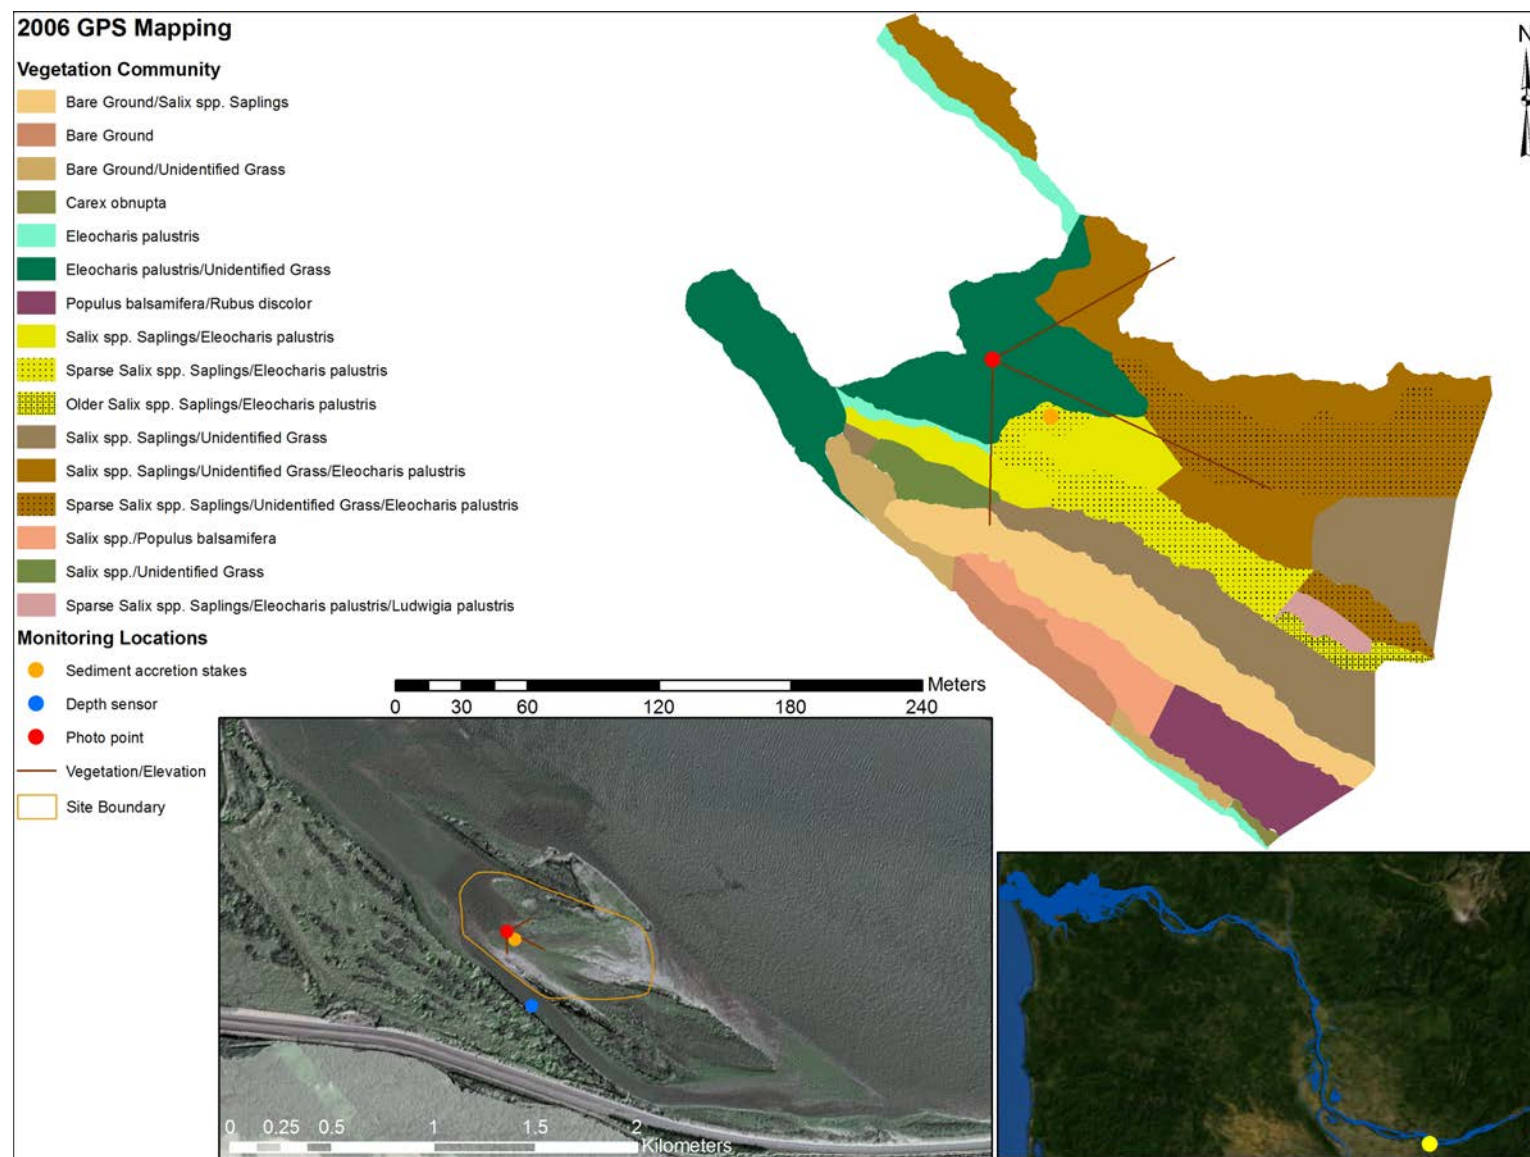 2006 GPS Mapping
Vegetation Community
Bare Ground/Salix spp. Saplings
Bare Ground
Bare Ground/Unidentified Grass
Carex obnupta
Eleocharis palustris
Eleocharis palustris/Unidentified Grass
Populus balsamifera/Rubus discolor
Salix spp. Saplings/Eleocharis palustris
Sparse Salix spp. Saplings/Eleocharis palustris
Older Salix spp. Saplings/Eleocharis palustris
Salix spp. Saplings/Unidentified Grass
Salix spp. Saplings/Unidentified Grass/Eleocharis palustris
Sparse Salix spp. Saplings/Unidentified Grass/Eleocharis palustris
Salix spp./Populus balsamifera
Salix spp./Unidentified Grass
Sparse Salix spp. Saplings/Eleocharis palustris/Ludwigia palustris
Monitoring Locations
Sediment accretion stakes
Depth sensor
Photo point
Vegetation/Elevation
Site Boundary
N
Meters
0 30 60 120 180 240
0 0.25 0.5 1 1.5 2
Kilometers